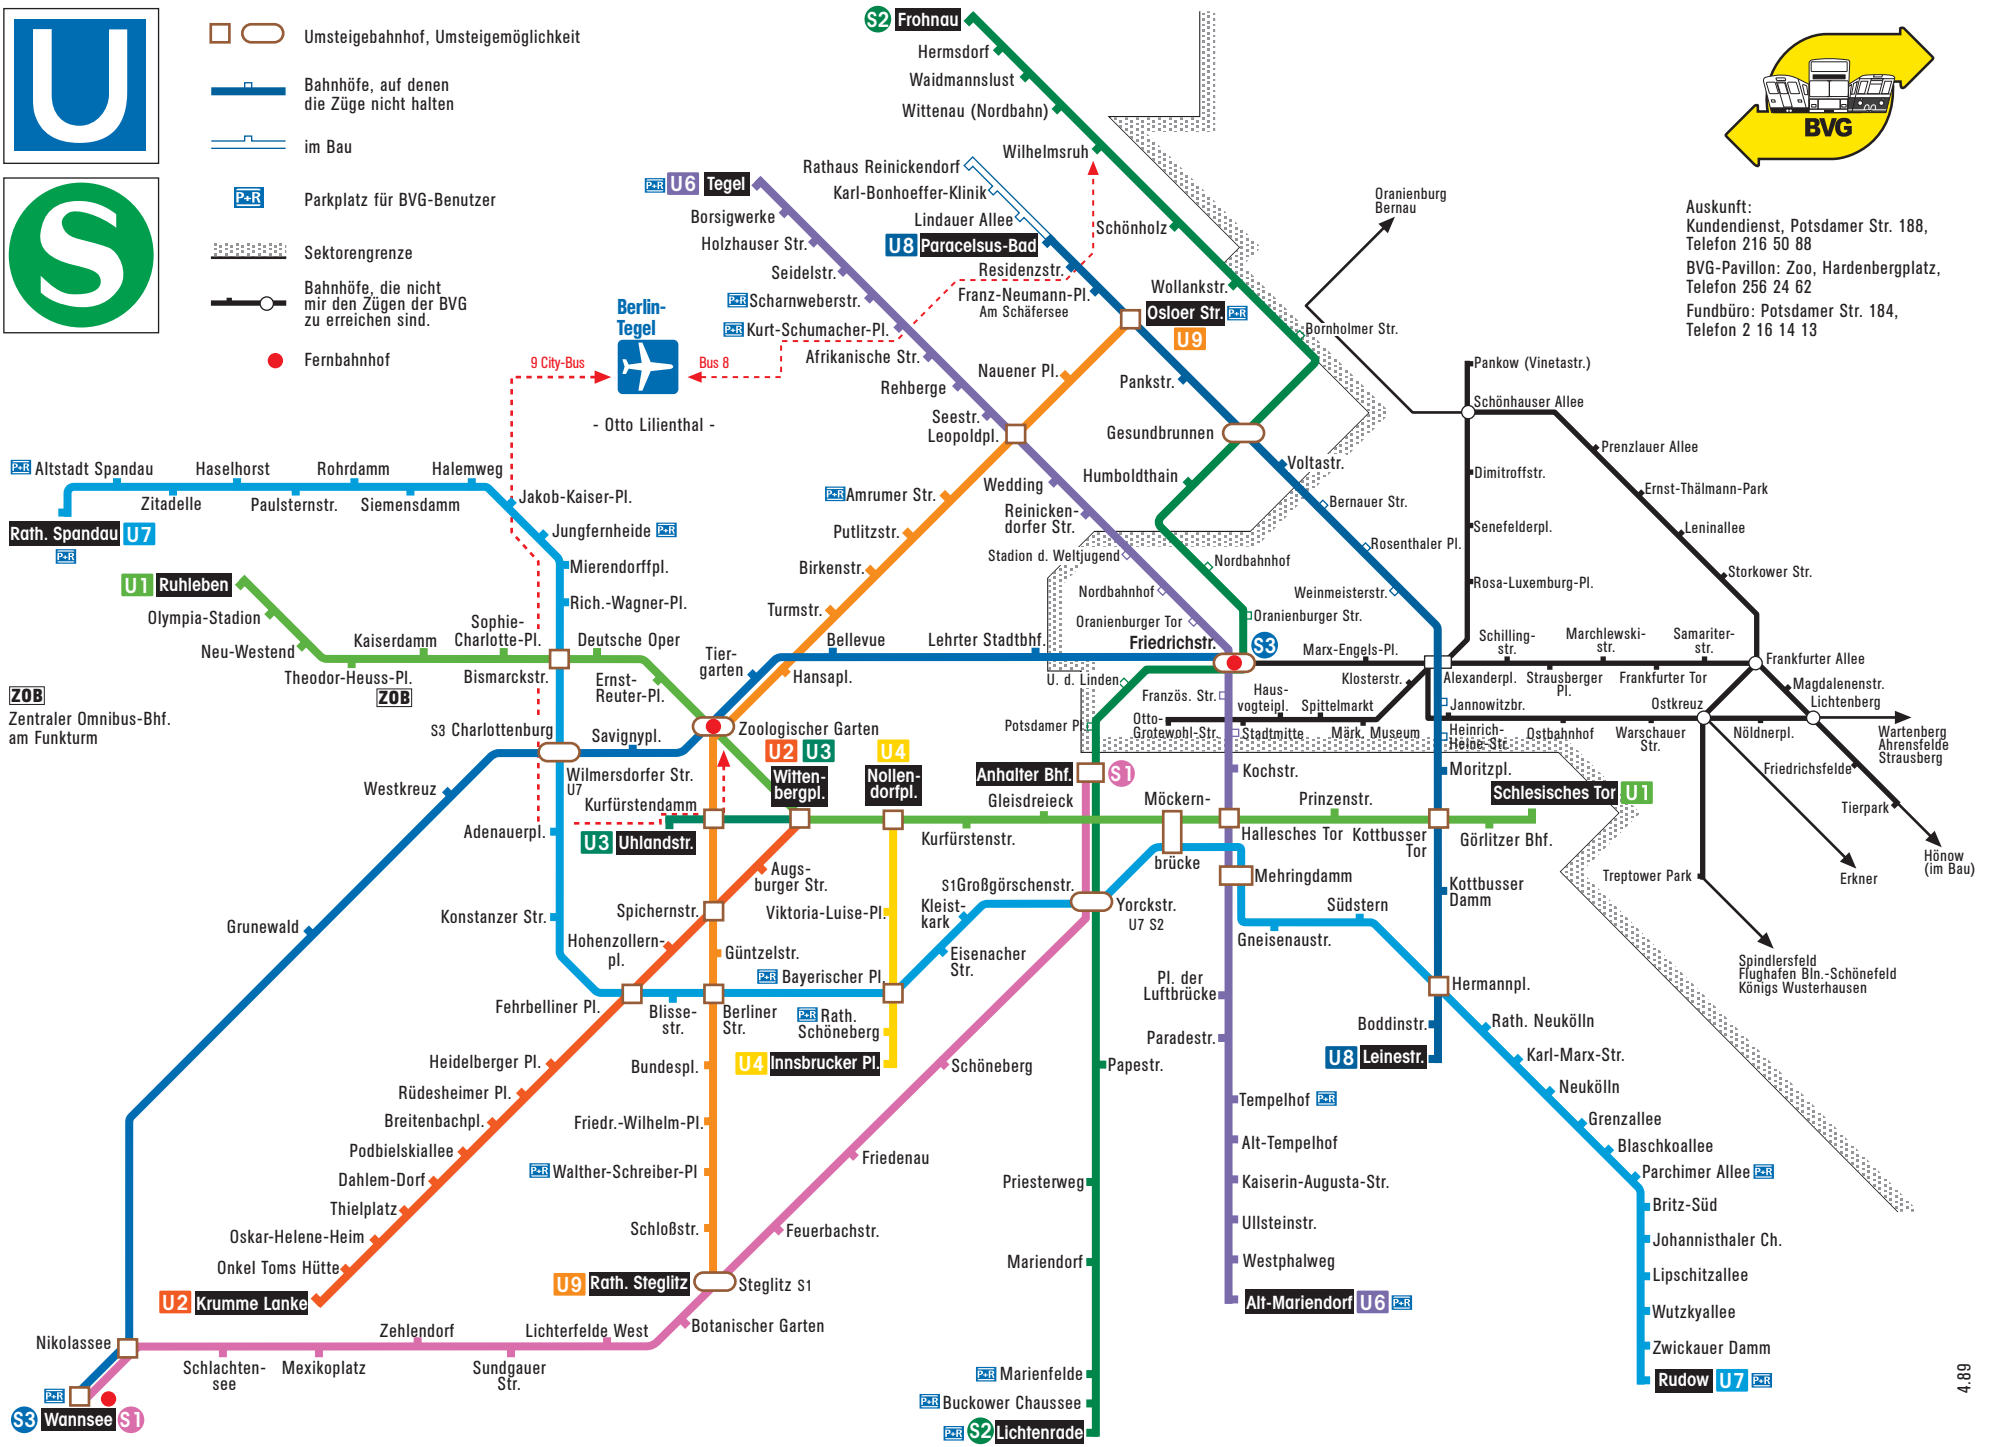 U
S
Umsteigebahnhof, Umsteigemöglichkeit
Bahnhöfe, auf denen
die Züge nicht halten
im Bau
P+R
Parkplatz für BVG-Benutzer
Sektorengrenze
Bahnhöfe, die nicht
mir den Zügen der BVG
zu erreichen sind.
Fernbahnhof
BVG
Auskunft:
Kundendienst, Potsdamer Str. 188,
Telefon 216 50 88
BVG-Pavillon: Zoo, Hardenbergplatz,
Telefon 256 24 62
Fundbüro: Potsdamer Str. 184,
Telefon 2 16 14 13
S2 Frohnau
Hermsdorf
Waidmannslust
Wittenau (Nordbahn)
Wilhelmsruh
Schönholz
Wollankstr.
Bornholmer Str.
Rathaus Reinickendorf
Karl-Bonhoeffer-Klinik
Lindauer Allee
U8 Paracelsus-Bad
Residenzstr.
Franz-Neumann-Pl.
Am Schäfersee
Osloer Str. P+R
U9
Pankstr.
Nauener Pl.
Gesundbrunnen
Humboldthain
Voltastr.
Bernauer Str.
Rosenthaler Pl.
Weinmeisterstr.
P+R U6 Tegel
Borsigwerke
Holzhauser Str.
Seidelstr.
P+R Scharnweberstr.
P+R Kurt-Schumacher-Pl.
Afrikanische Str.
Rehberge
Seestr.
Leopoldpl.
Wedding
Reinicken-
dorfer Str.
Stadion d. Weltjugend
Nordbahnhof
Oranienburger Tor
Friedrichstr.
S3
Nordbahnhof
Oranienburger Str.
Berlin-
Tegel
9 City-Bus
Bus 8
- Otto Lilienthal -
P+R Amrumer Str.
Putlitzstr.
Birkenstr.
Turmstr.
Hansapl.
Tier-
garten
Bellevue
Lehrter Stadtbhf.
Oranienburg
Bernau
Pankow (Vinetastr.)
Schönhauser Allee
Prenzlauer Allee
Dimitroffstr.
Ernst-Thälmann-Park
Senefelderpl.
Leninallee
Rosa-Luxemburg-Pl.
Storkower Str.
Marx-Engels-Pl.
Schilling-
str.
Marchlewski-
str.
Samariter-
str.
Frankfurter Allee
Klosterstr.
Alexanderpl.
Strausberger
Pl.
Frankfurter Tor
Magdalenenstr.
Lichtenberg
Haus-
vogteipl.
Spittelmarkt
Otto-
Grotewohl-Str.
Stadtmitte
Märk. Museum
Jannowitzbr.
Heinrich-
Heine-Str.
Ostbahnhof
Warschauer
Str.
Ostkreuz
Nöldnerpl.
Wartenberg
Ahrensfelde
Strausberg
Friedrichsfelde
Tierpark
Hönow
(im Bau)
Erkner
Treptower Park
Spindlersfeld
Flughafen Bln.-Schönefeld
Königs Wusterhausen
P+R Altstadt Spandau
Haselhorst
Rohrdamm
Halemweg
Rath. Spandau U7
P+R
Zitadelle
Paulsternstr.
Siemensdamm
Jakob-Kaiser-Pl.
Jungfernheide P+R
Mierendorffpl.
Rich.-Wagner-Pl.
U1 Ruhleben
Olympia-Stadion
Neu-Westend
Theodor-Heuss-Pl.
Kaiserdamm
ZOB
Sophie-
Charlotte-Pl.
Bismarckstr.
Deutsche Oper
Ernst-
Reuter-Pl.
ZOB
Zentraler Omnibus-Bhf.
am Funkturm
S3 Charlottenburg
Savignypl.
Zoologischer Garten
U2 U3
Witten-
bergpl.
U4
Nollen-
dorfpl.
Wilmersdorfer Str.
U7
Kurfürstendamm
U3 Uhlandstr.
Westkreuz
Adenauerpl.
Grunewald
Konstanzer Str.
U. d. Linden
Französ. Str.
Potsdamer Pl.
Anhalter Bhf. S1
Kochstr.
Moritzpl.
Schlesisches Tor U1
Gleisdreieck
Kurfürstenstr.
Möckern-
brücke
Hallesches Tor
Prinzenstr.
Kottbusser
Tor
Görlitzer Bhf.
Mehringdamm
Kottbusser
Damm
Augs-
burger Str.
Spichernstr.
Viktoria-Luise-Pl.
S1 Großgörschenstr.
Yorckstr.
U7 S2
Kleist-
kark
Eisenacher
Str.
Gneisenaustr.
Südstern
Hohenzollern-
pl.
Güntzelstr.
P+R Bayerischer Pl.
Fehrbelliner Pl.
Blisse-
str.
Berliner
Str.
P+R Rath.
Schöneberg
U4 Innsbrucker Pl.
Pl. der
Luftbrücke
Paradestr.
Hermannpl.
Boddinstr.
U8 Leinestr.
Rath. Neukölln
Karl-Marx-Str.
Neukölln
Grenzallee
Blaschkoallee
Parchimer Allee P+R
Britz-Süd
Johannisthaler Ch.
Lipschitzallee
Wutzkyallee
Zwickauer Damm
Rudow U7 P+R
Heidelberger Pl.
Rüdesheimer Pl.
Breitenbachpl.
Podbielskiallee
Dahlem-Dorf
Thielplatz
Oskar-Helene-Heim
Onkel Toms Hütte
U2 Krumme Lanke
Bundespl.
Friedr.-Wilhelm-Pl.
P+R Walther-Schreiber-Pl
Schloßstr.
U9 Rath. Steglitz
Steglitz S1
Schöneberg
Friedenau
Feuerbachstr.
Botanischer Garten
Papestr.
Priesterweg
Mariendorf
P+R Marienfelde
P+R Buckower Chaussee
P+R S2 Lichtenrade
Tempelhof P+R
Alt-Tempelhof
Kaiserin-Augusta-Str.
Ullsteinstr.
Westphalweg
Alt-Mariendorf U6 P+R
Nikolassee
Schlachten-
see
Mexikoplatz
Zehlendorf
Sundgauer
Str.
Lichterfelde West
P+R
S3 Wannsee S1
4.89